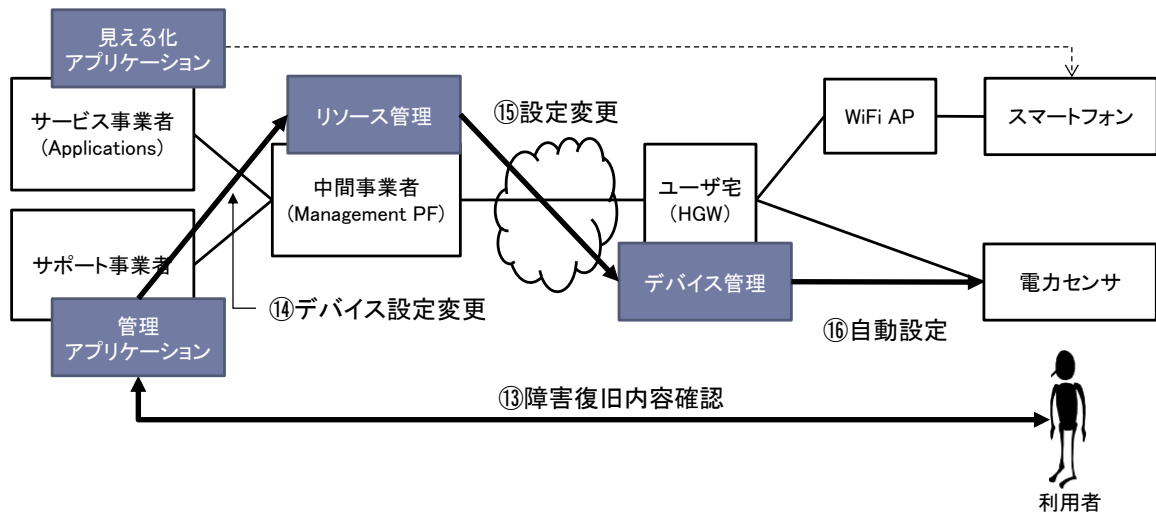 見える化
アプリケーション
サービス事業者
(Applications)
リソース管理
⑮設定変更
WiFi AP
スマートフォン
中間事業者
(Management PF)
ユーザ宅
(HGW)
サポート事業者
デバイス管理
電力センサ
⑭デバイス設定変更
管理
アプリケーション
⑯自動設定
⑬障害復旧内容確認
利用者